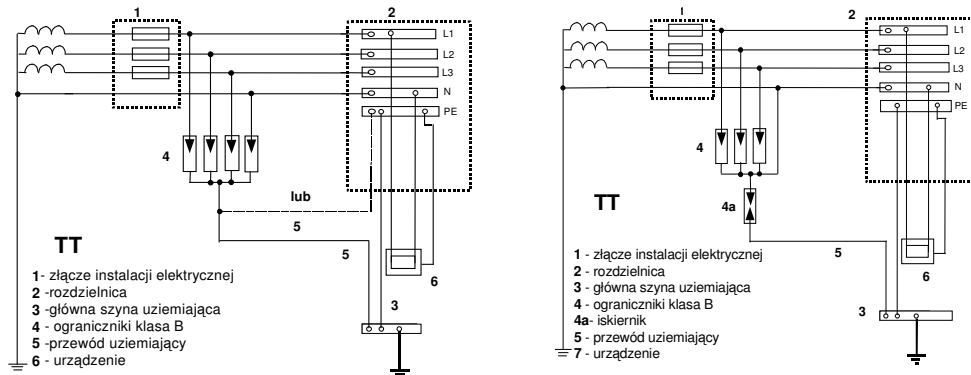 1
2
L1
L2
L3
N
PE
4
lub
5
5
6
3
TT
1- złącze instalacji elektrycznej
2 -rozdzielnica
3 -główna szyna uziemiająca
4 - ograniczniki klasa B
5 -przewód uziemiający
6 - urządzenie
1
2
L1
L2
L3
N
PE
4
4a
5
6
3
TT
1 - złącze instalacji elektrycznej
2 - rozdzielnica
3 - główna szyna uziemiająca
4 - ograniczniki klasa B
4a- iskiernik
5 - przewód uziemiający
7 - urządzenie